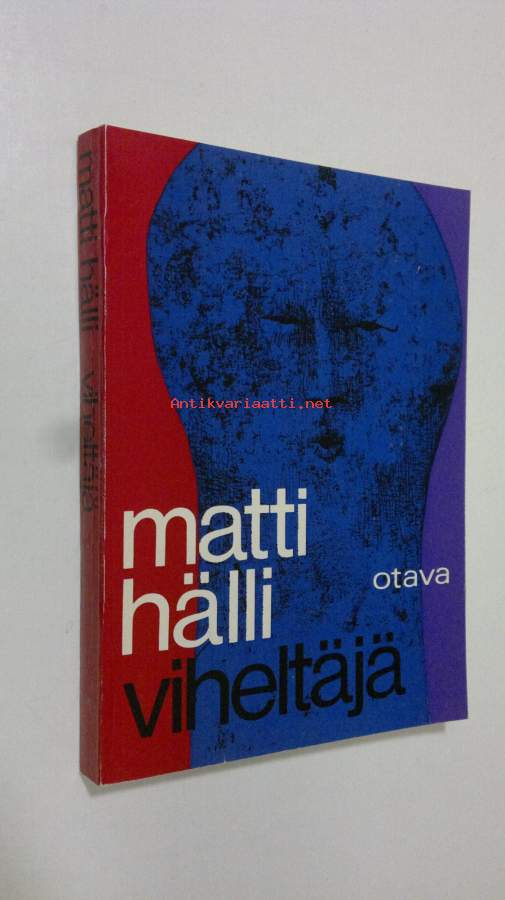 matti hälli viheltäjä
Antikvariaatti.net
matti
hälli
otava
viheltäjä